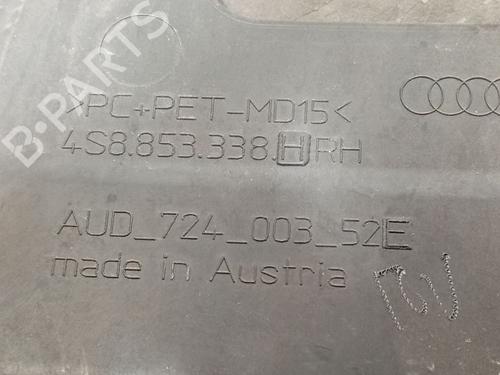 B-PARTS
>PC+PET-MD15<
4S8.853.338.H RH
AUD_724_003_52E
made in Austria